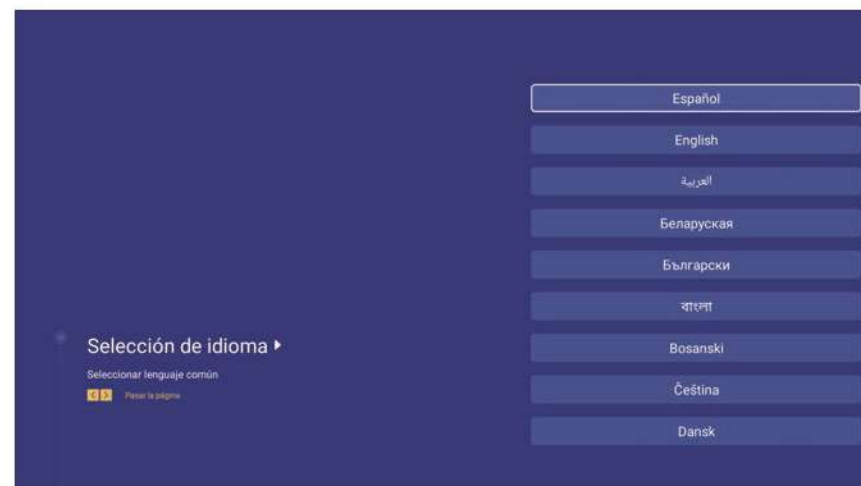 Español
English
العربية
Беларуская
Български
বাংলা
Bosanski
Čeština
Dansk
Selección de idioma
Seleccionar lenguaje común
Pasar la página